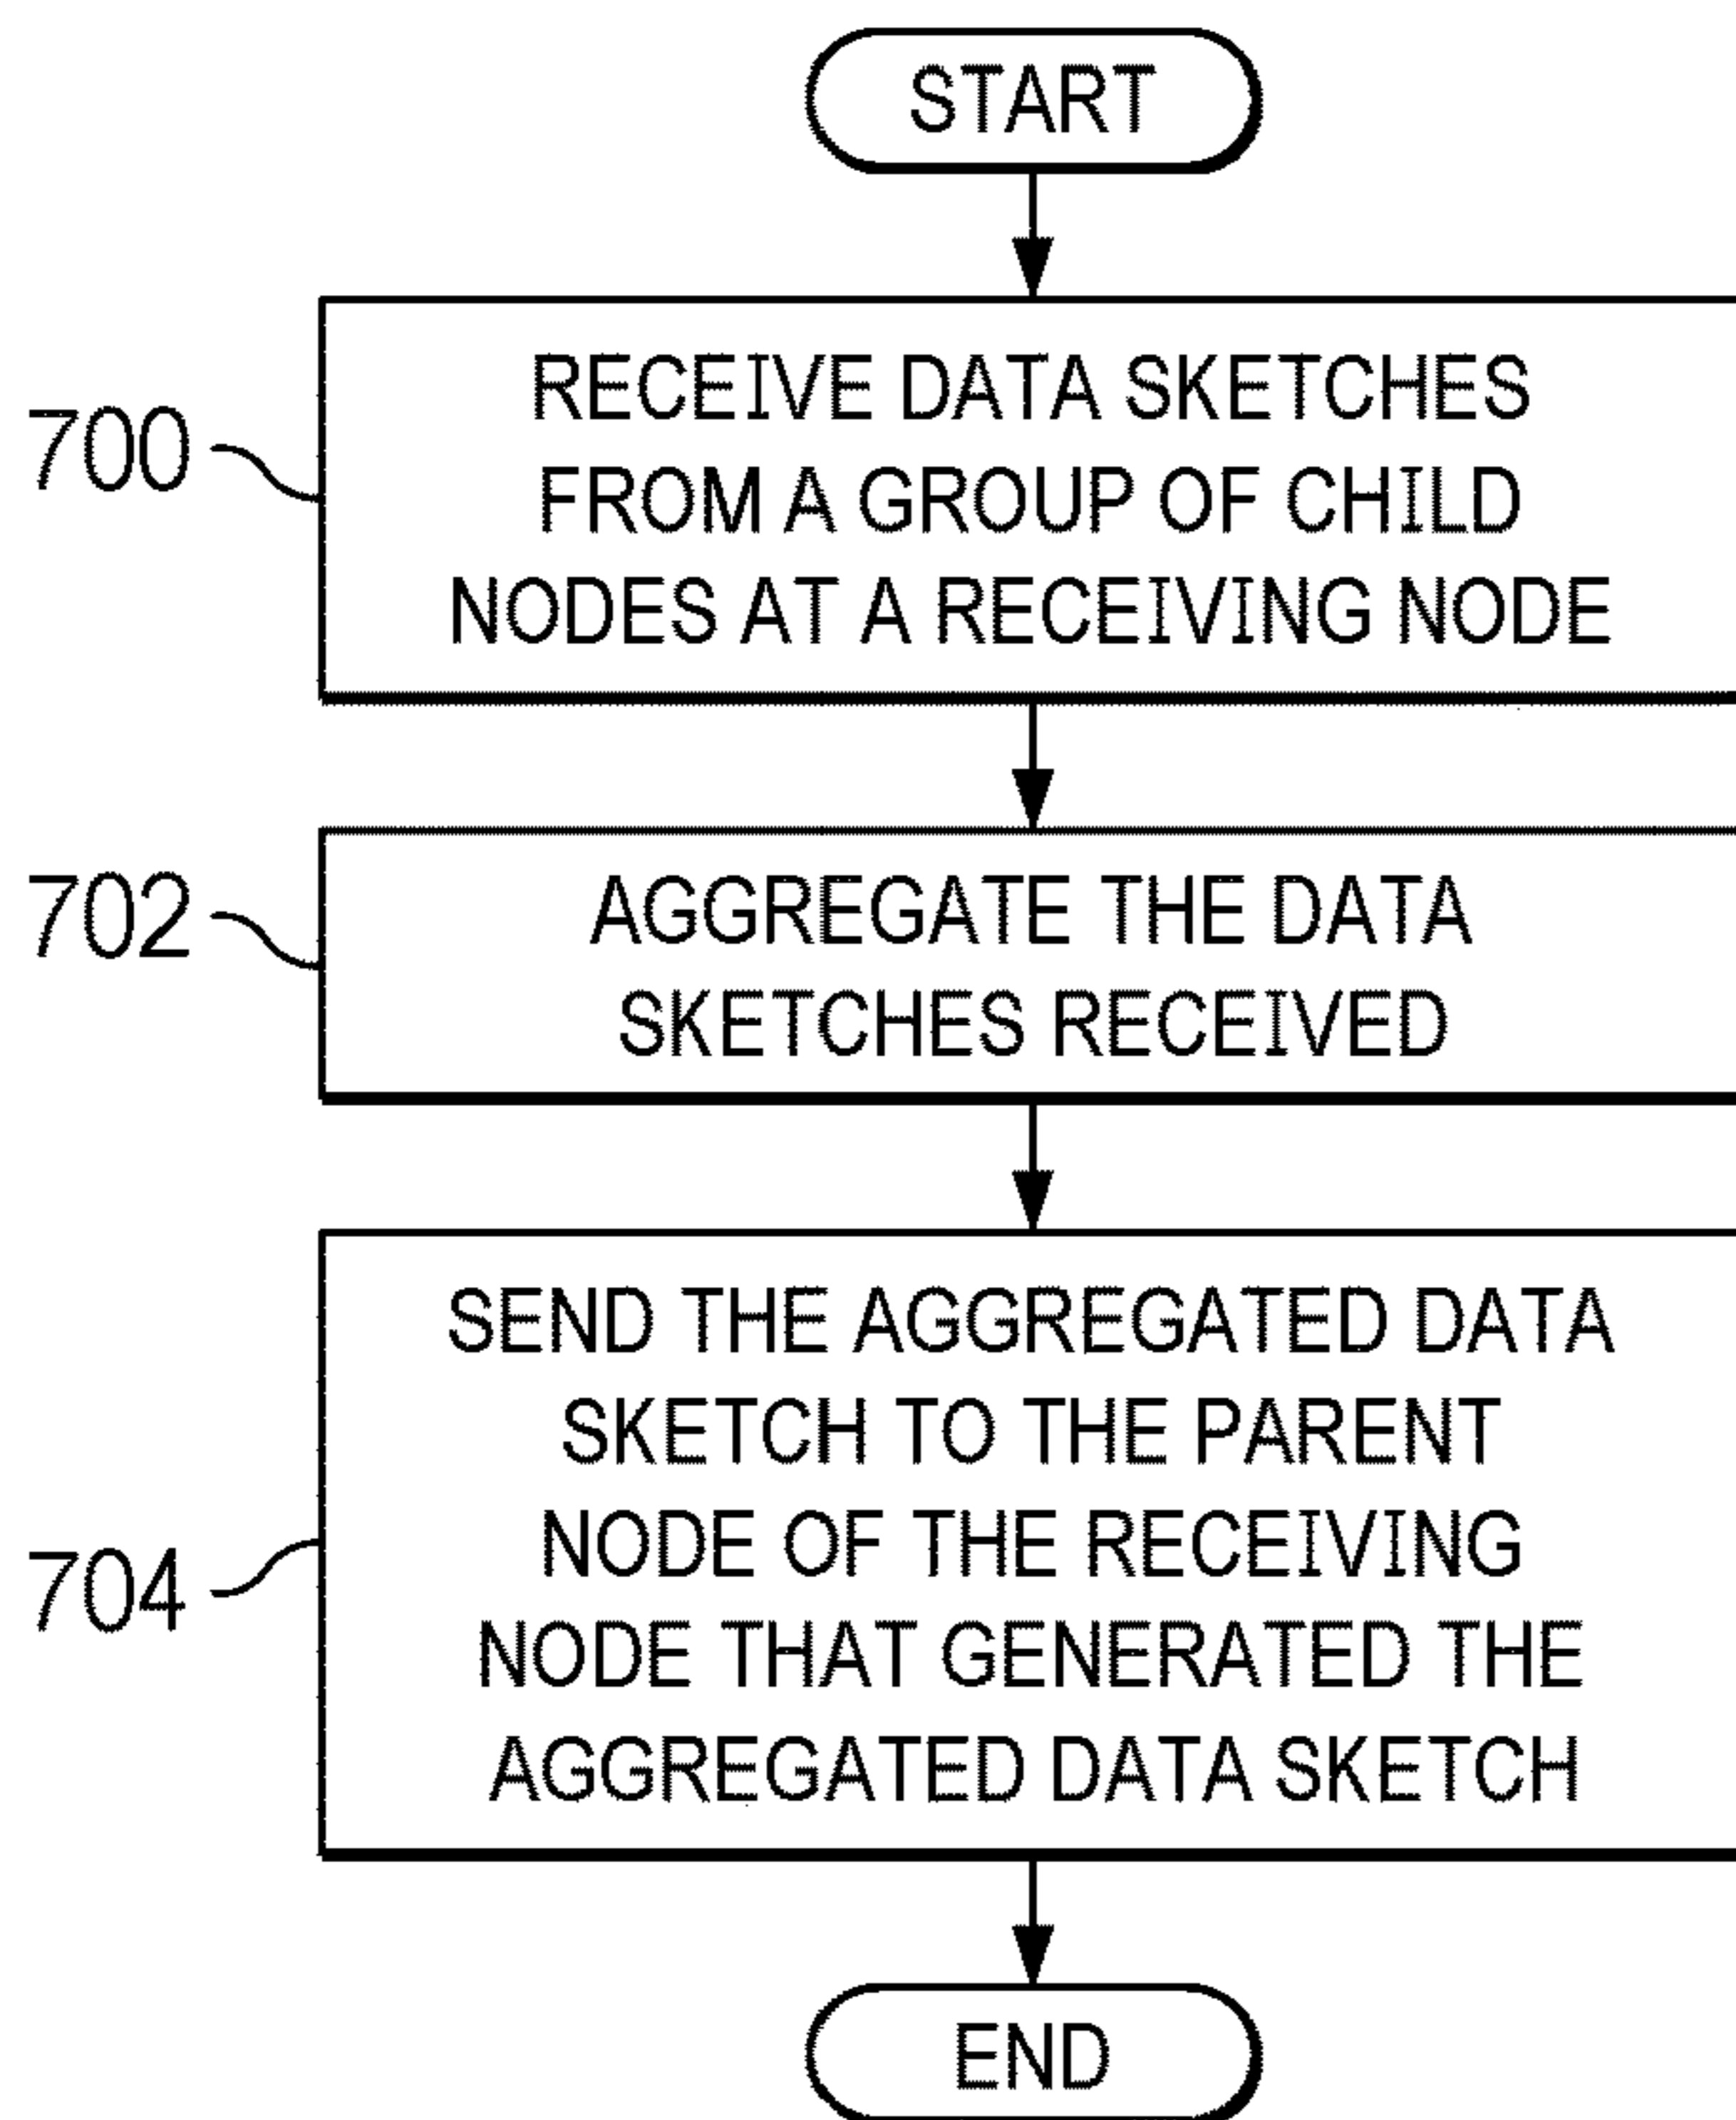 START
700
RECEIVE DATA SKETCHES
FROM A GROUP OF CHILD
NODES AT A RECEIVING NODE
702
AGGREGATE THE DATA
SKETCHES RECEIVED
704
SEND THE AGGREGATED DATA
SKETCH TO THE PARENT
NODE OF THE RECEIVING
NODE THAT GENERATED THE
AGGREGATED DATA SKETCH
END